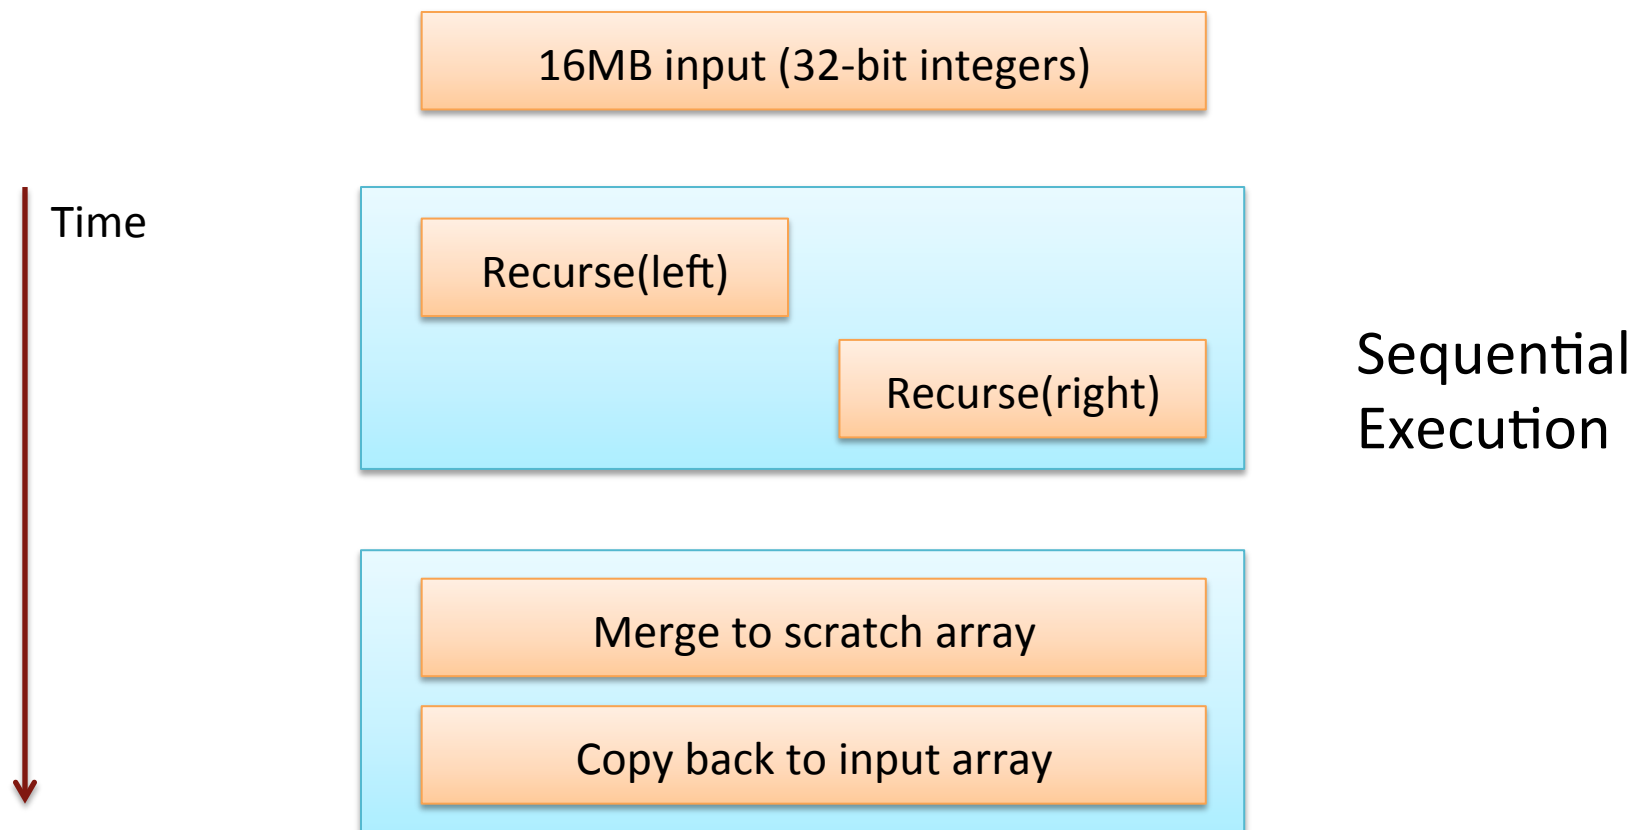 16MB input (32-bit integers)
Time
Recurse(left)
Recurse(right)
Sequential
Execution
Merge to scratch array
Copy back to input array